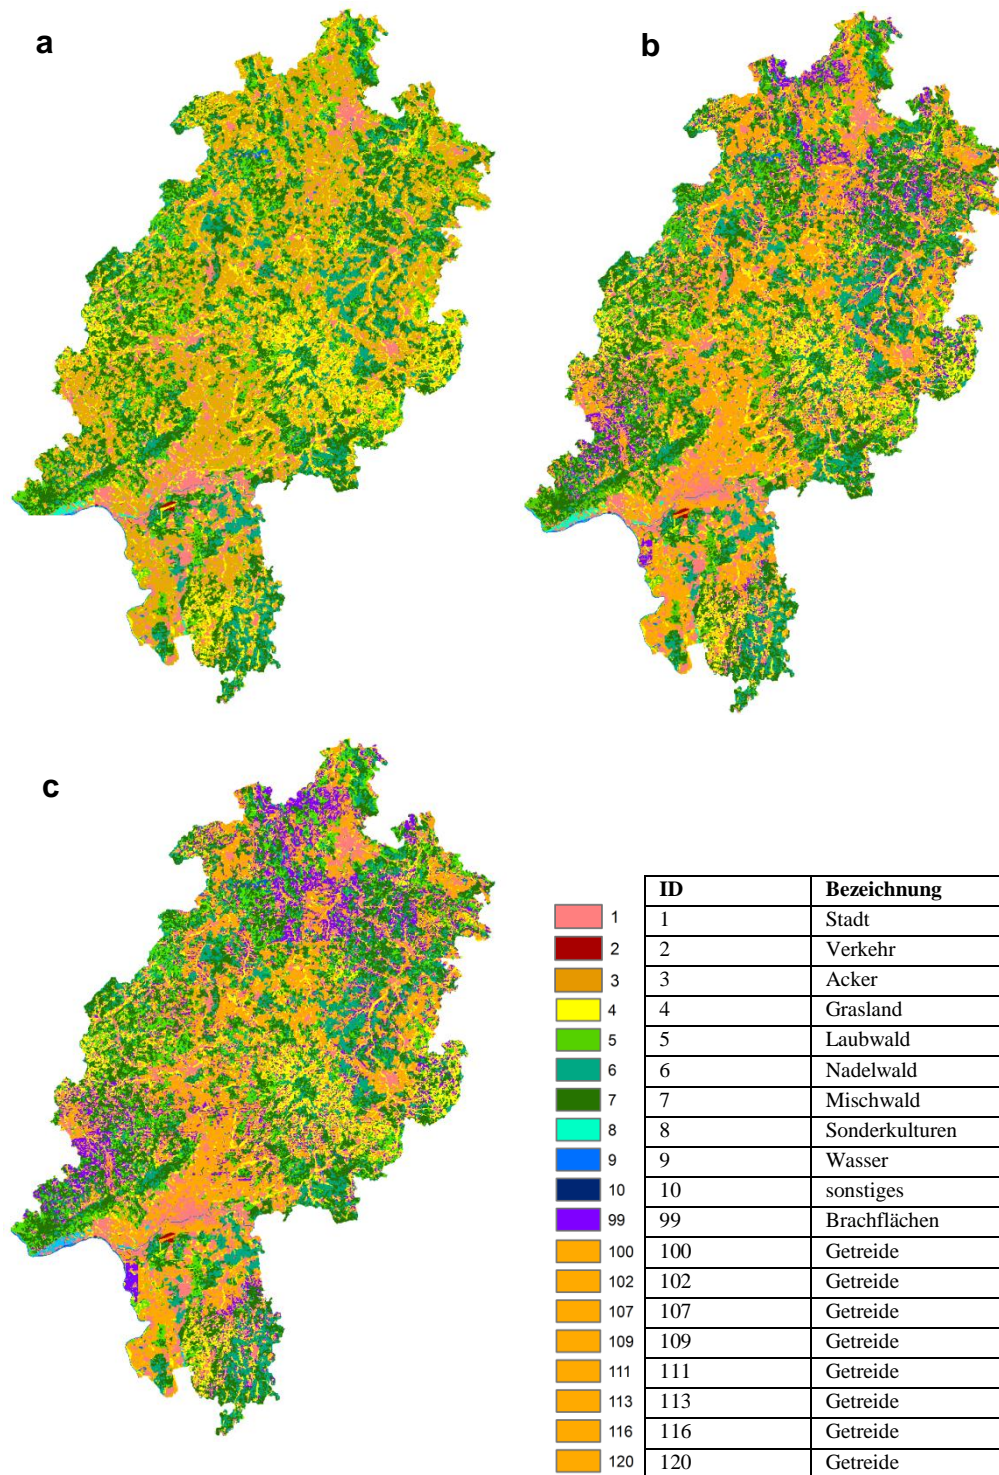 a
b
c
ID Bezeichnung
1 1 Stadt
2 2 Verkehr
3 3 Acker
4 4 Grasland
5 5 Laubwald
6 6 Nadelwald
7 7 Mischwald
8 8 Sonderkulturen
9 9 Wasser
10 10 sonstiges
99 99 Brachflächen
100 100 Getreide
102 102 Getreide
107 107 Getreide
109 109 Getreide
111 111 Getreide
113 113 Getreide
116 116 Getreide
120 120 Getreide